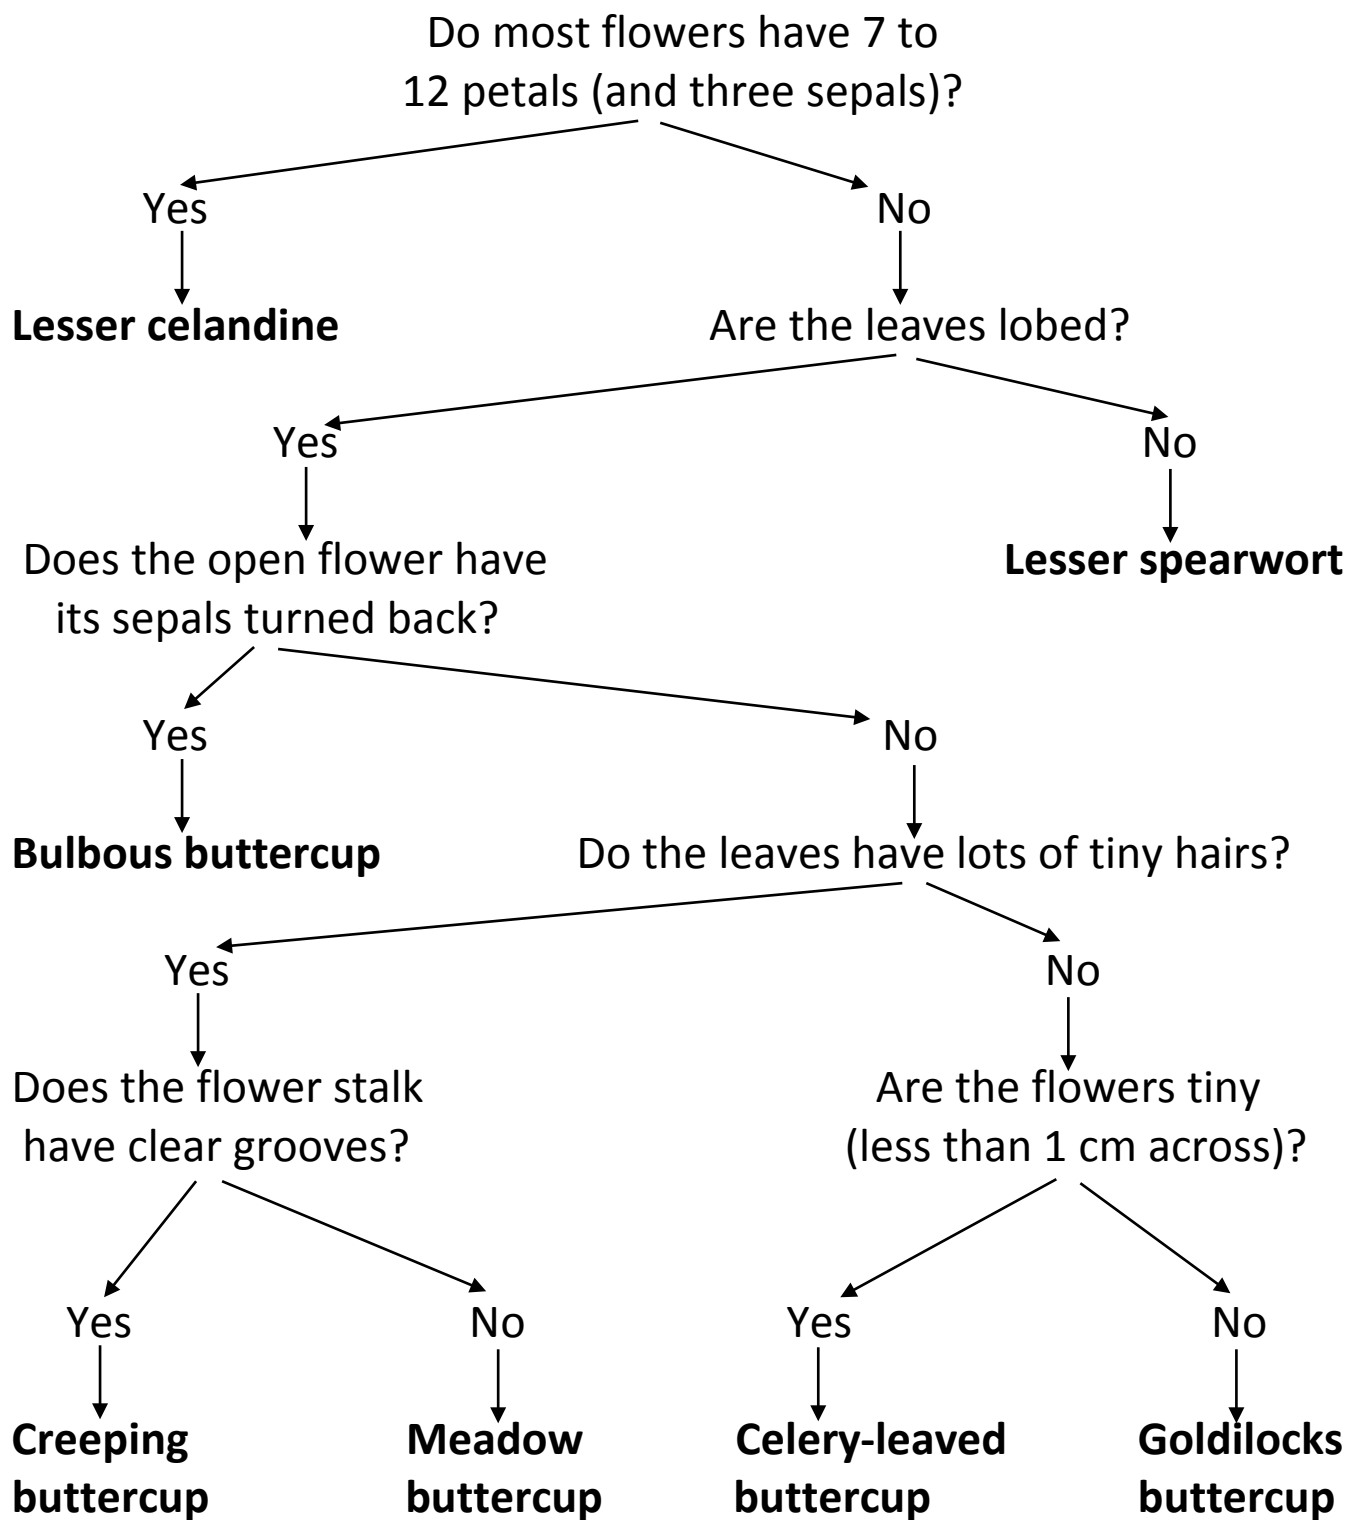 Do most flowers have 7 to
12 petals (and three sepals)?
Yes
No
Lesser celandine
Are the leaves lobed?
Yes
No
Does the open flower have
its sepals turned back?
Lesser spearwort
Yes
No
Bulbous buttercup
Do the leaves have lots of tiny hairs?
Yes
No
Does the flower stalk
have clear grooves?
Are the flowers tiny
(less than 1 cm across)?
Yes
No
Yes
No
Creeping
buttercup
Meadow
buttercup
Celery-leaved
buttercup
Goldilocks
buttercup